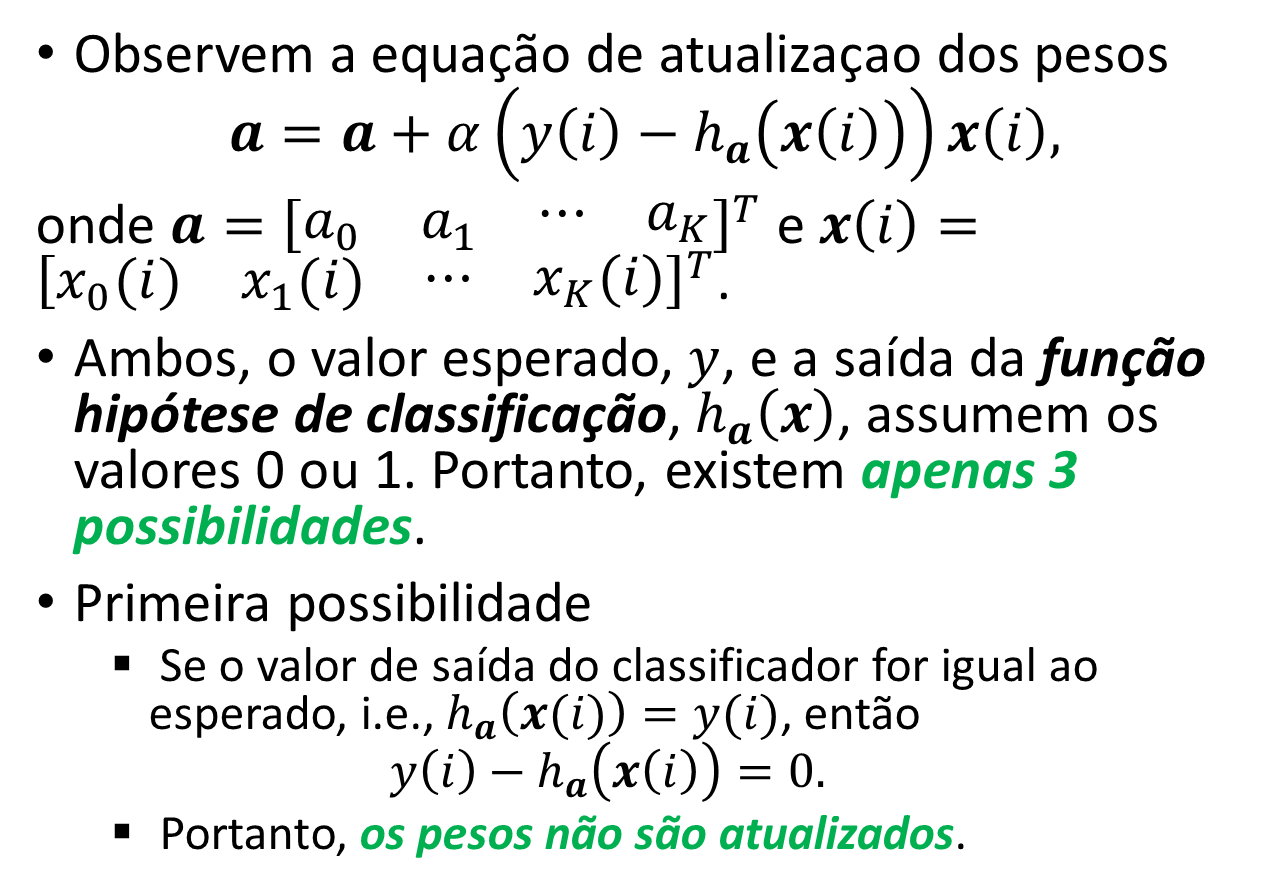 • Observem a equação de atualizaçao dos pesos
𝒂 = 𝒂 + α (y(i) − h𝒂(𝒙(i))) 𝒙(i),
onde 𝒂 = [a₀ a₁ ⋯ a_K]ᵀ e 𝒙(i) =
[x₀(i) x₁(i) ⋯ x_K(i)]ᵀ.
• Ambos, o valor esperado, y, e a saída da função
hipótese de classificação, h𝒂(𝒙), assumem os
valores 0 ou 1. Portanto, existem apenas 3
possibilidades.
• Primeira possibilidade
▪ Se o valor de saída do classificador for igual ao
esperado, i.e., h𝒂(𝒙(i)) = y(i), então
y(i) − h𝒂(𝒙(i)) = 0.
▪ Portanto, os pesos não são atualizados.